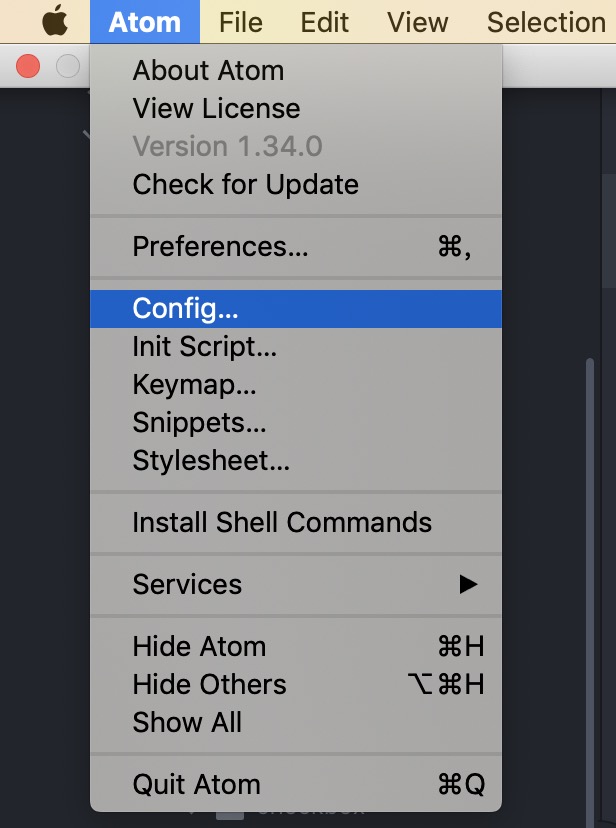 Atom File Edit View Selection
About Atom
View License
Version 1.34.0
Check for Update
Preferences... ⌘,
Config...
Init Script...
Keymap...
Snippets...
Stylesheet...
Install Shell Commands
Services ▶
Hide Atom ⌘H
Hide Others ⌥⌘H
Show All
Quit Atom ⌘Q